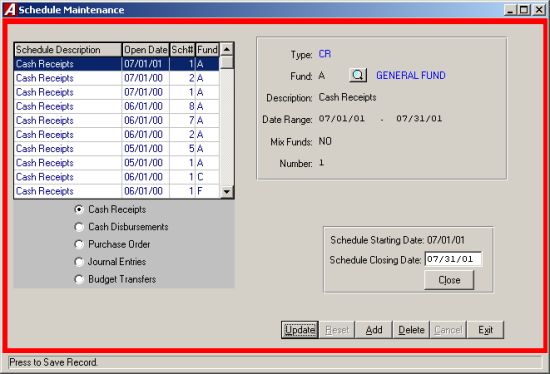 Schedule Maintenance
Schedule Description Open Date Sch# Fund
Cash Receipts 07/01/01 1 A
Cash Receipts 07/01/00 2 A
Cash Receipts 07/01/00 1 A
Cash Receipts 06/01/00 8 A
Cash Receipts 06/01/00 7 A
Cash Receipts 06/01/00 2 A
Cash Receipts 05/01/00 5 A
Cash Receipts 05/01/00 1 A
Cash Receipts 06/01/00 1 C
Cash Receipts 06/01/00 1 F
Cash Receipts
Cash Disbursements
Purchase Order
Journal Entries
Budget Transfers
Type: CR
Fund: A GENERAL FUND
Description: Cash Receipts
Date Range: 07/01/01 - 07/31/01
Mix Funds: NO
Number: 1
Schedule Starting Date: 07/01/01
Schedule Closing Date: 07/31/01
Close
Update Reset Add Delete Cancel Exit
Press to Save Record.